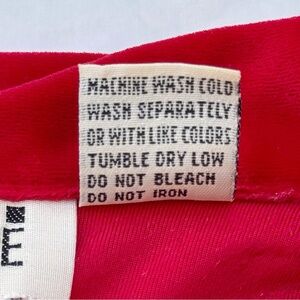 MACHINE WASH COLD
WASH SEPARATELY
OR WITH LIKE COLORS
TUMBLE DRY LOW
DO NOT BLEACH
DO NOT IRON